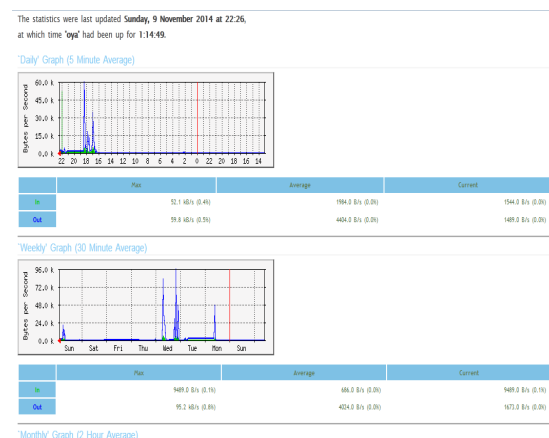 The statistics were last updated Sunday, 9 November 2014 at 22:26,
at which time 'oya' had been up for 1:14:49.
'Daily' Graph (5 Minute Average)
Bytes per Second
60.0 k
45.0 k
30.0 k
15.0 k
0.0 k
22 20 18 16 14 12 10 8 6 4 2 0 22 20 18 16 14
Max Average Current
In 52.1 kB/s (0.4%) 1984.0 B/s (0.0%) 1544.0 B/s (0.0%)
Out 59.8 kB/s (0.5%) 4404.0 B/s (0.0%) 1489.0 B/s (0.0%)
'Weekly' Graph (30 Minute Average)
Bytes per Second
96.0 k
72.0 k
48.0 k
24.0 k
0.0 k
Sun Sat Fri Thu Wed Tue Mon Sun
Max Average Current
In 9489.0 B/s (0.1%) 686.0 B/s (0.0%) 9489.0 B/s (0.1%)
Out 95.2 kB/s (0.8%) 4024.0 B/s (0.0%) 1673.0 B/s (0.0%)
'Monthly' Graph (2 Hour Average)